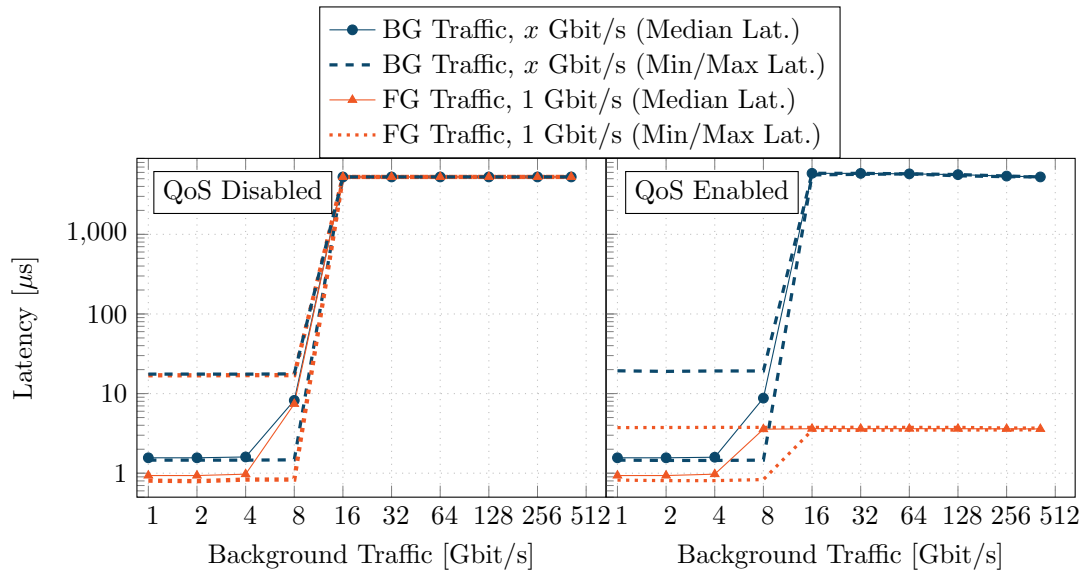 BG Traffic, x Gbit/s (Median Lat.)
BG Traffic, x Gbit/s (Min/Max Lat.)
FG Traffic, 1 Gbit/s (Median Lat.)
FG Traffic, 1 Gbit/s (Min/Max Lat.)
QoS Disabled
QoS Enabled
Latency [µs]
1,000
100
10
1
1 2 4 8 16 32 64 128 256 512
1 2 4 8 16 32 64 128 256 512
Background Traffic [Gbit/s]
Background Traffic [Gbit/s]